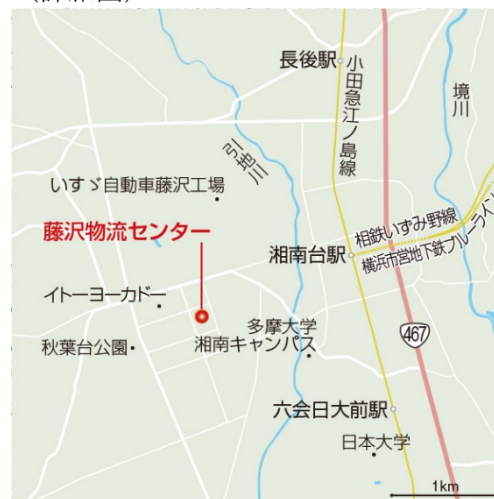 長後駅
小田急江ノ島線
境川
引地川
いすゞ自動車藤沢工場
藤沢物流センター
相鉄いずみ野線
湘南台駅
横浜市営地下鉄ブルーライン
イトーヨーカドー
467
多摩大学
湘南キャンパス
秋葉台公園
六会日大前駅
日本大学
1km